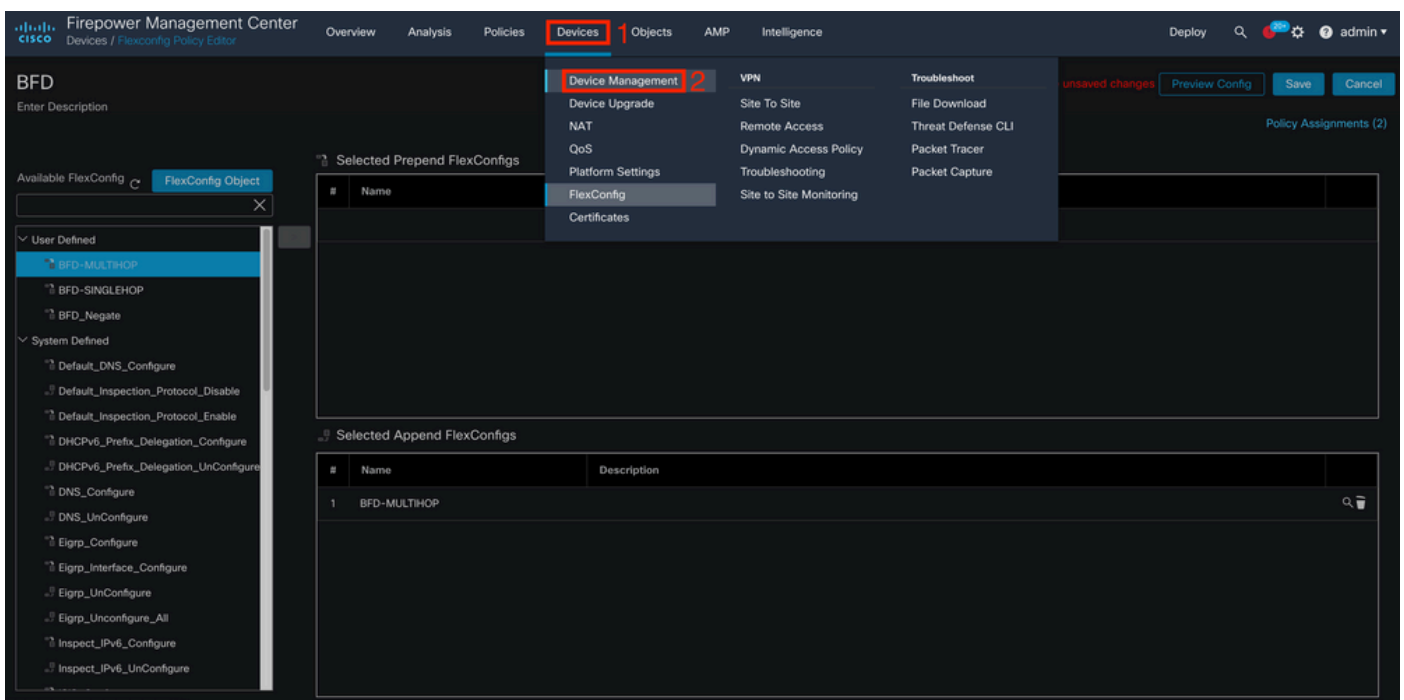 Firepower Management Center
CISCO Devices / Flexconfig Policy Editor
Overview Analysis Policies Devices 1 Objects AMP Intelligence
Deploy 20+ admin
BFD
Enter Description
Device Management 2
Device Upgrade
NAT
QoS
Platform Settings
FlexConfig
Certificates
VPN
Site To Site
Remote Access
Dynamic Access Policy
Troubleshooting
Site to Site Monitoring
Troubleshoot
File Download
Threat Defense CLI
Packet Tracer
Packet Capture
unsaved changes Preview Config Save Cancel
Policy Assignments (2)
Available FlexConfig FlexConfig Object
User Defined
BFD-MULTIHOP
BFD-SINGLEHOP
BFD_Negate
System Defined
Default_DNS_Configure
Default_Inspection_Protocol_Disable
Default_Inspection_Protocol_Enable
DHCPv6_Prefix_Delegation_Configure
DHCPv6_Prefix_Delegation_UnConfigure
DNS_Configure
DNS_UnConfigure
Eigrp_Configure
Eigrp_Interface_Configure
Eigrp_UnConfigure
Eigrp_Unconfigure_All
Inspect_IPv6_Configure
Inspect_IPv6_UnConfigure
Selected Prepend FlexConfigs
# Name
Selected Append FlexConfigs
# Name Description
1 BFD-MULTIHOP